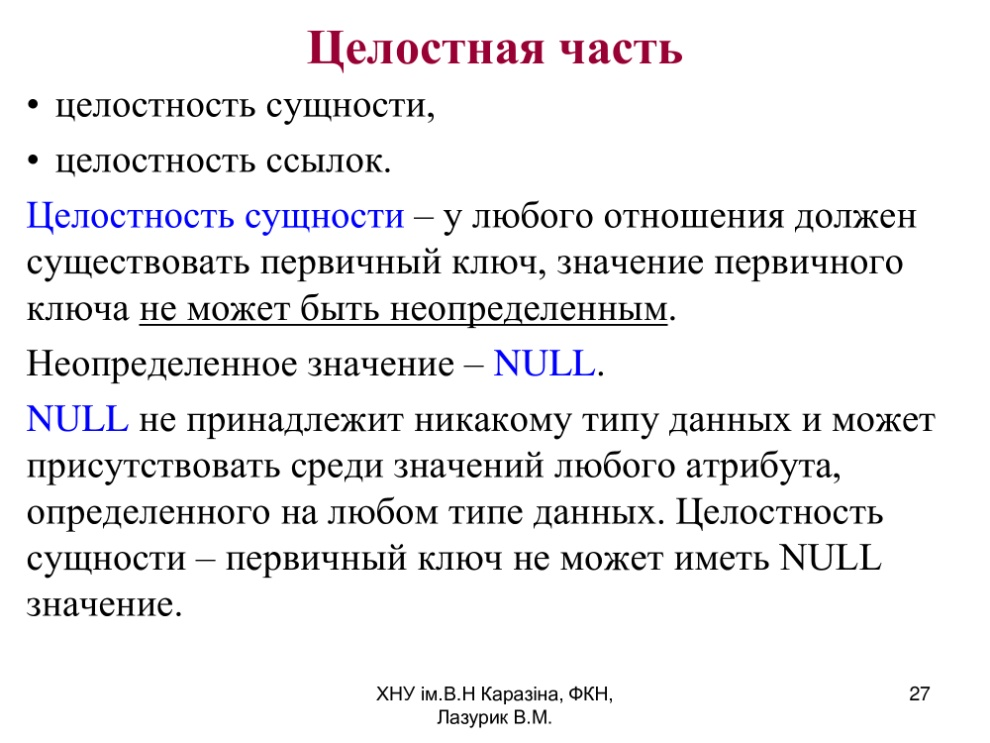 Целостная часть
• целостность сущности,
• целостность ссылок.
Целостность сущности – у любого отношения должен
существовать первичный ключ, значение первичного
ключа не может быть неопределенным.
Неопределенное значение – NULL.
NULL не принадлежит никакому типу данных и может
присутствовать среди значений любого атрибута,
определенного на любом типе данных. Целостность
сущности – первичный ключ не может иметь NULL
значение.
ХНУ ім.В.Н Каразіна, ФКН,
Лазурик В.М.
27